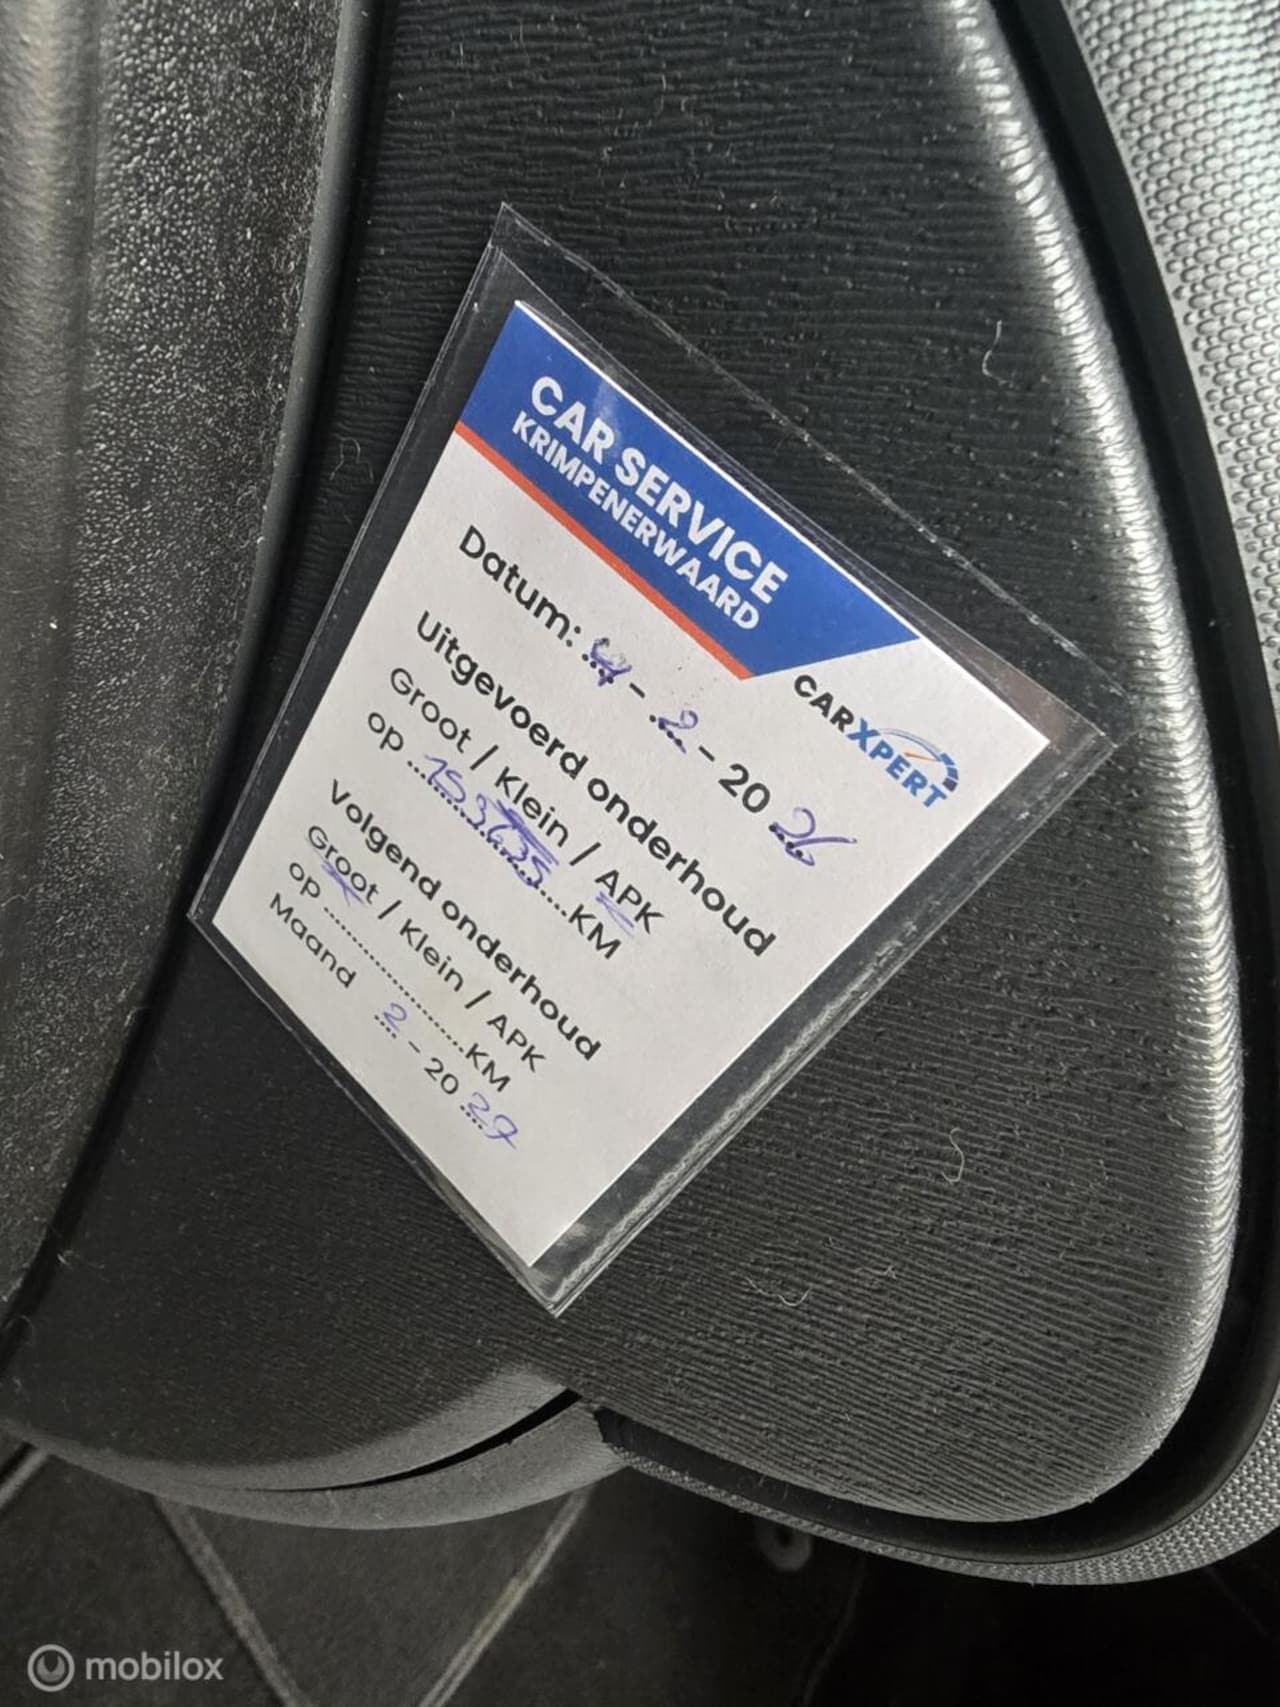 CAR SERVICE
KRIMPENERWAARD
CARXPERT
Datum: 4 - 2 - 20 26
Uitgevoerd onderhoud
Groot / Klein / APK
op 153635 KM
Volgend onderhoud
Groot / Klein / APK
op ........................ KM
Maand 2 - 20 27
mobilox